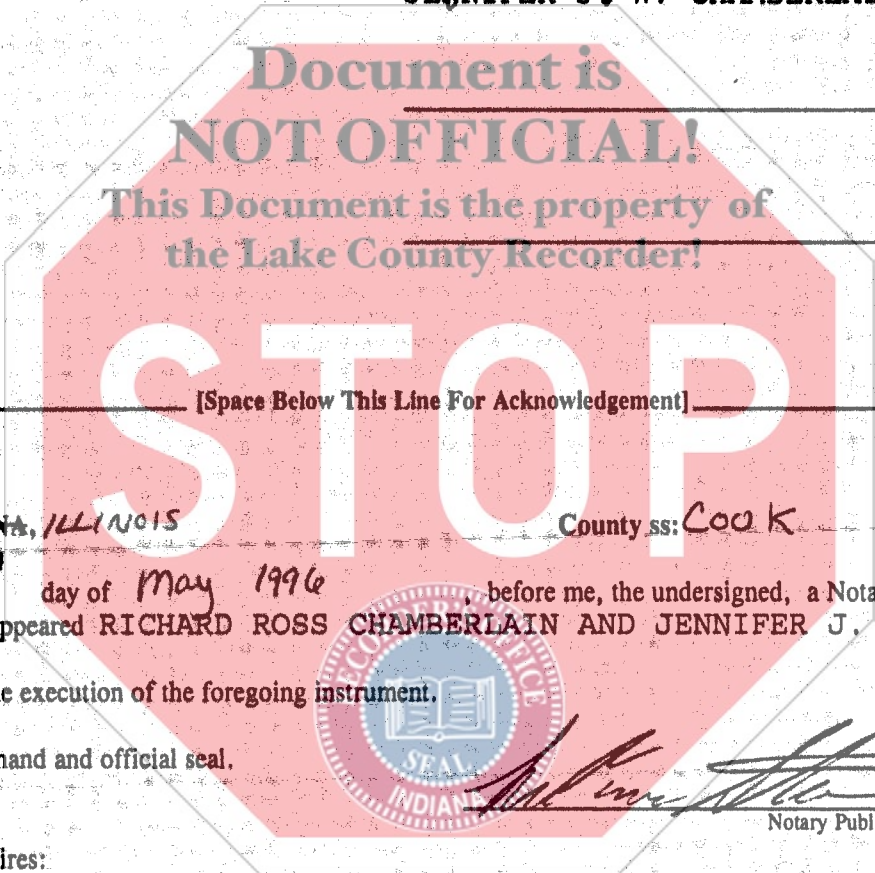 Document is
NOT OFFICIAL!
This Document is the property of
the Lake County Recorder!
STOP
[Space Below This Line For Acknowledgement]
ILLINOIS County ss: COOK
day of May 1996 , before me, the undersigned, a Nota
ppeared RICHARD ROSS CHAMBERLAIN AND JENNIFER J.
e execution of the foregoing instrument.
hand and official seal.
RECORDER'S OFFICE
SEAL
INDIANA
Notary Publ
ires: